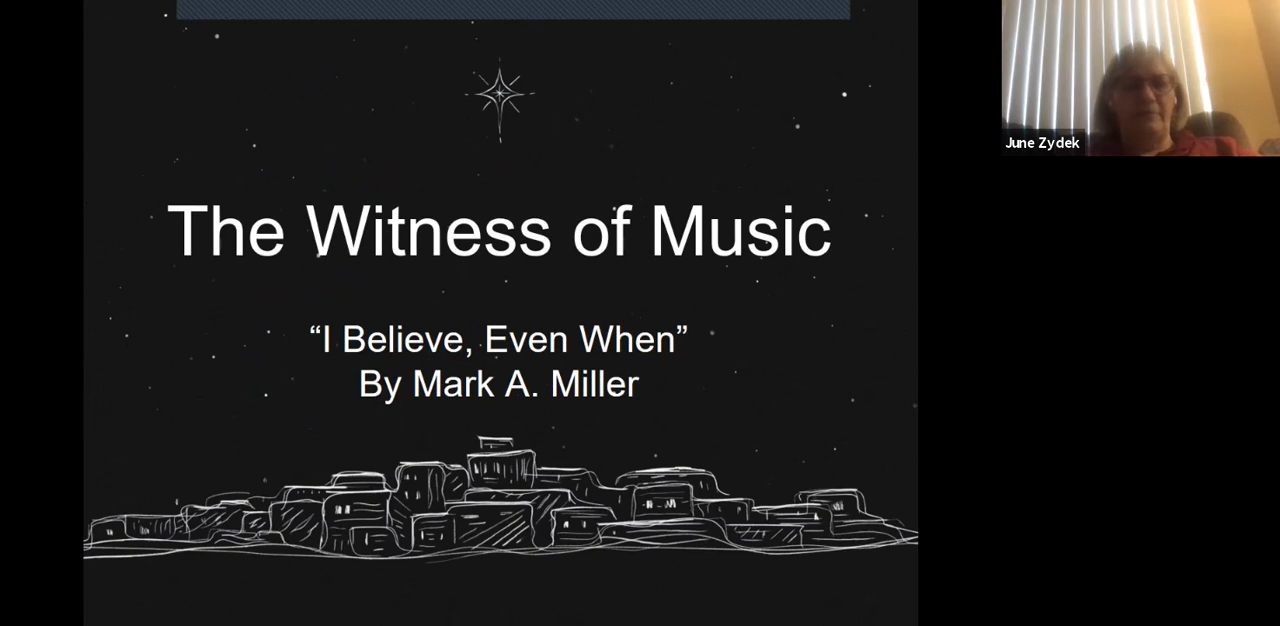 The Witness of Music
“I Believe, Even When”
By Mark A. Miller
June Zydek